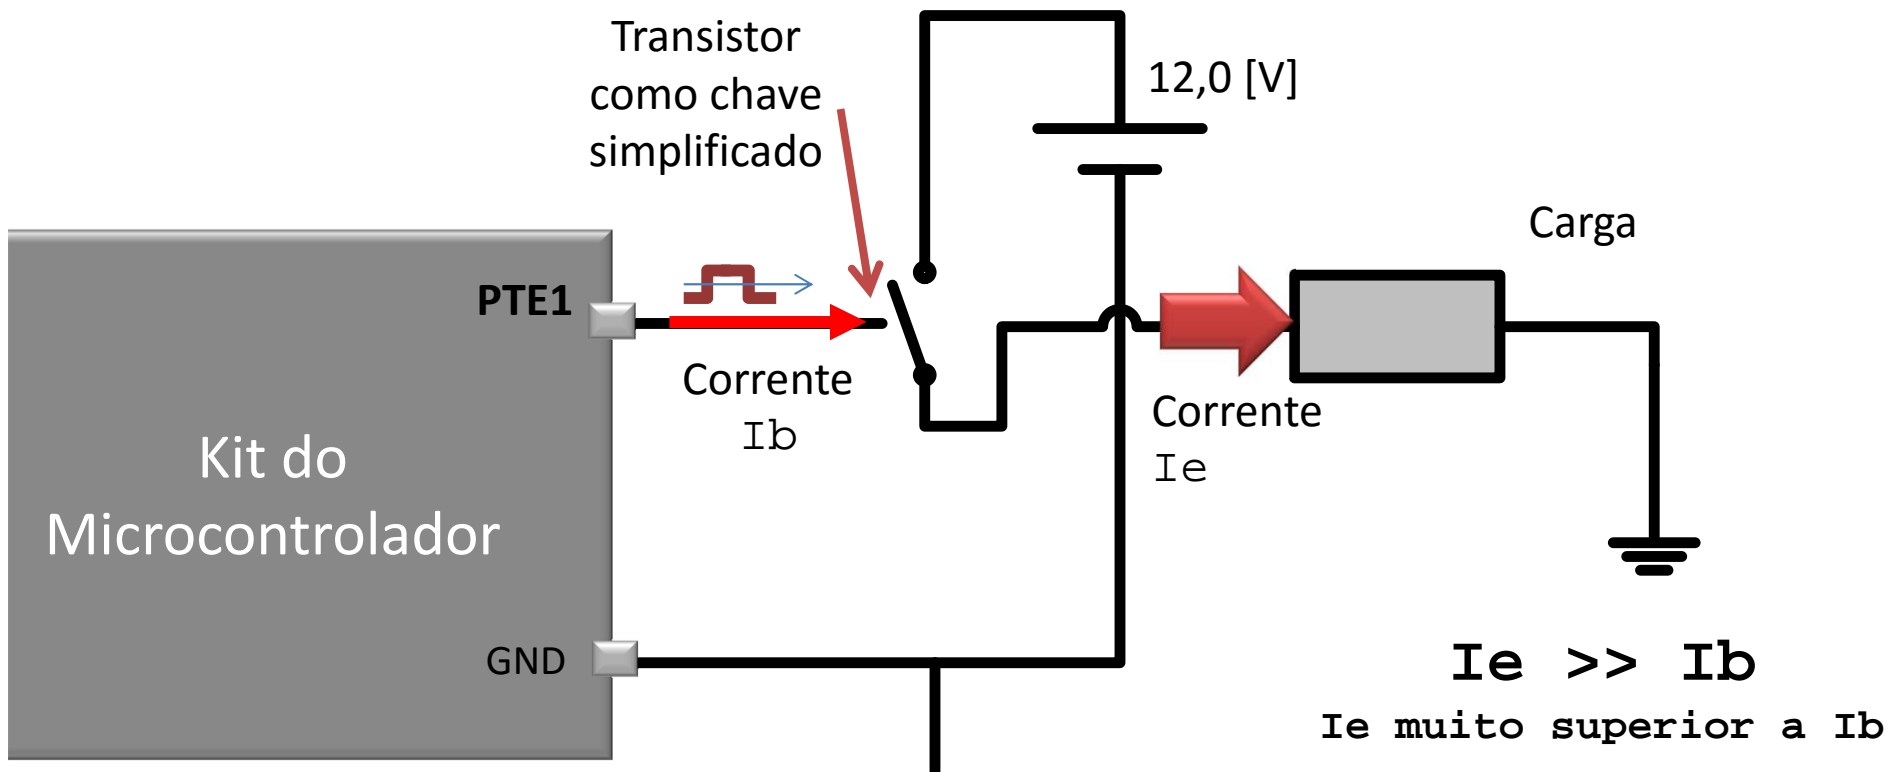 Transistor
como chave
simplificado
12,0 [V]
Carga
PTE1
Corrente
Ib
Corrente
Ie
Kit do
Microcontrolador
GND
Ie >> Ib
Ie muito superior a Ib